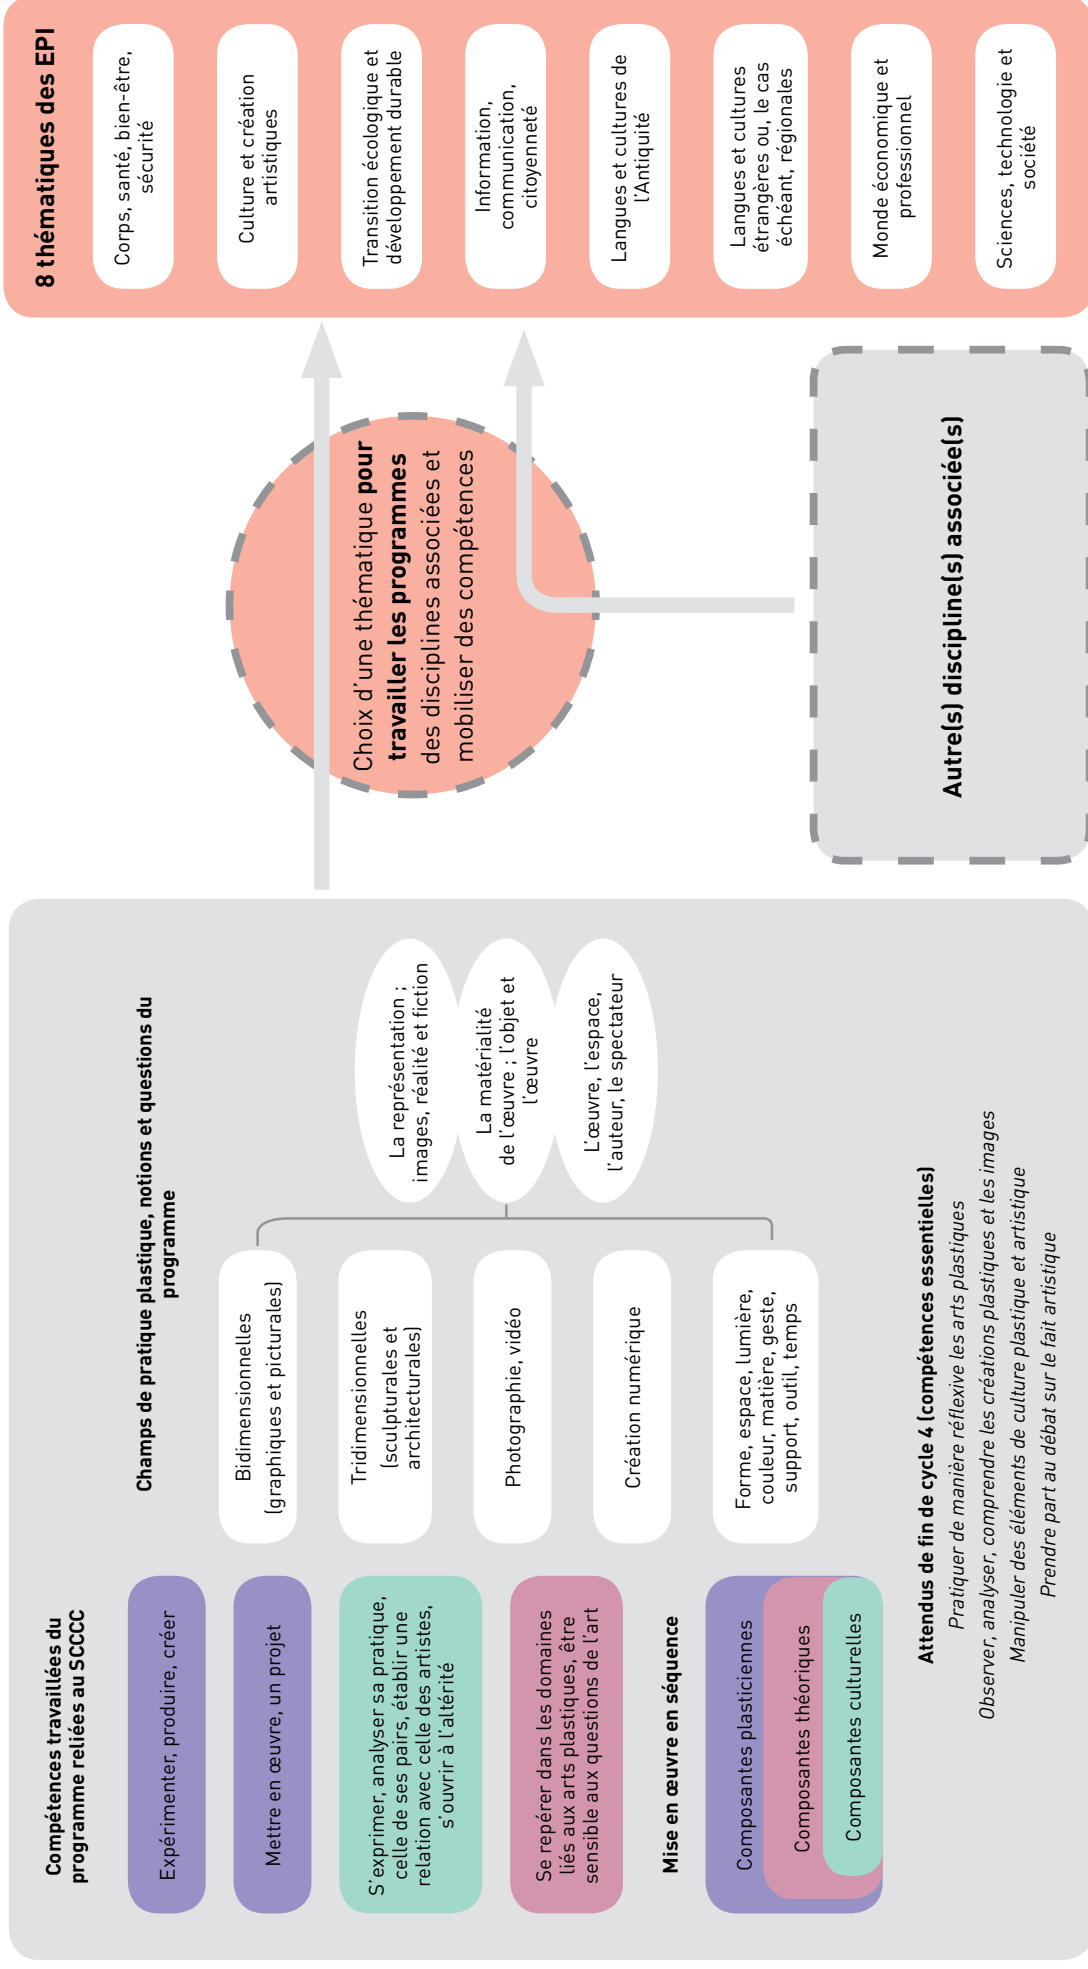 Compétences travaillées du
programme reliées au SCCCC
Expérimenter, produire, créer
Mettre en œuvre, un projet
S'exprimer, analyser sa pratique,
celle de ses pairs, établir une
relation avec celle des artistes,
s'ouvrir à l'altérité
Se repérer dans les domaines
liés aux arts plastiques, être
sensible aux questions de l'art
Mise en œuvre en séquence
Composantes plasticiennes
Composantes théoriques
Composantes culturelles
Champs de pratique plastique, notions et questions du
programme
Bidimensionnelles
(graphiques et picturales)
Tridimensionnelles
(sculpturales et
architecturales)
Photographie, vidéo
Création numérique
Forme, espace, lumière,
couleur, matière, geste,
support, outil, temps
La représentation ;
images, réalité et fiction
La matérialité
de l'œuvre ; l'objet et
l'œuvre
L'œuvre, l'espace,
l'auteur, le spectateur
Attendus de fin de cycle 4 (compétences essentielles)
Pratiquer de manière réflexive les arts plastiques
Observer, analyser, comprendre les créations plastiques et les images
Manipuler des éléments de culture plastique et artistique
Prendre part au débat sur le fait artistique
Choix d'une thématique pour
travailler les programmes
des disciplines associées et
mobiliser des compétences
Autre(s) discipline(s) associée(s)
8 thématiques des EPI
Corps, santé, bien-être,
sécurité
Culture et création
artistiques
Transition écologique et
développement durable
Information,
communication,
citoyenneté
Langues et cultures de
l'Antiquité
Langues et cultures
étrangères ou, le cas
échéant, régionales
Monde économique et
professionnel
Sciences, technologie et
société